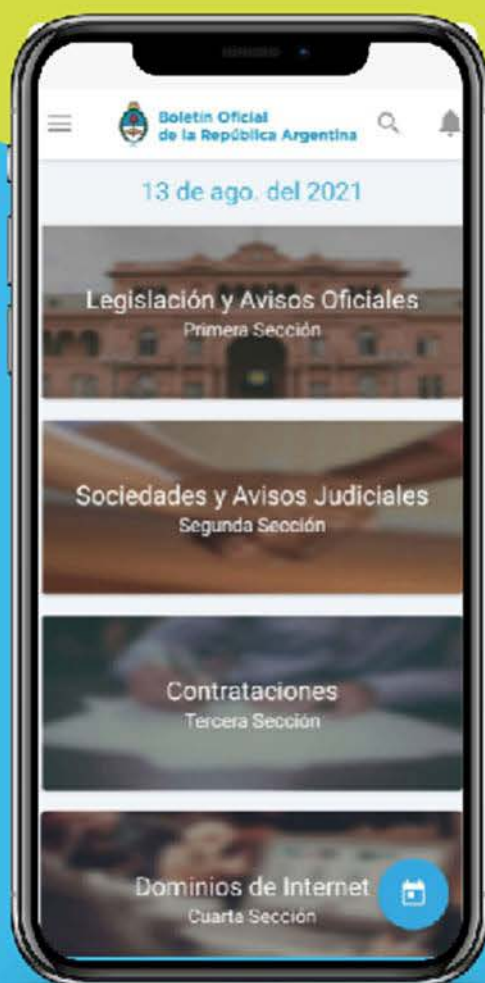 Boletín Oficial
de la República Argentina
13 de ago. del 2021
Legislación y Avisos Oficiales
Primera Sección
Sociedades y Avisos Judiciales
Segunda Sección
Contrataciones
Tercera Sección
Dominios de Internet
Cuarta Sección